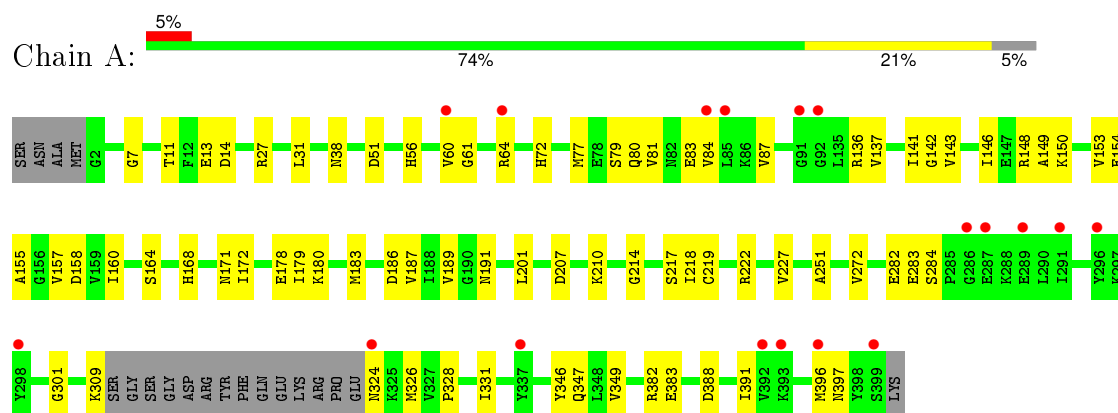 5%
Chain A:
74% 21% 5%
SER ASN ALA MET G2 G7 T11 F12 E13 D14 R27 L31 N38 D51 H56 V60 G61 R64 H72 M77 E78 S79 Q80 V81 N82 E83 V84 L85 K86 V87 G91 G92 L135 R136 V137 I141 G142 V143 I146 E147 R148 A149 K150 V153
A155 G156 V157 D158 V159 I160 S164 H168 N171 I172 E178 I179 K180 M183 D186 V187 I188 V189 G190 N191 L201 D207 K210 G214 S217 I218 C219 R222 V227 A251 V272 E282 E283 S284 P285 G286 E287 K288 E289 L290 I291 Y296 K297
Y298 G301 K309 SER GLY SER GLY ASP ARG TYR PHE GLN GLU LYS ARG PRO GLU N324 K325 M326 V327 P328 I331 Y337 Y346 Q347 L348 V349 R382 E383 D388 I391 V392 K393 M396 N397 Y398 S399 LYS